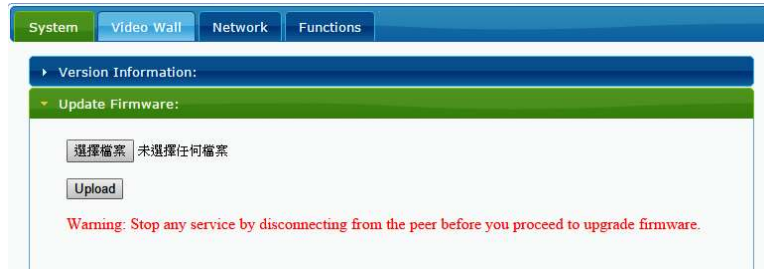 System Video Wall Network Functions
Version Information:
Update Firmware:
選擇檔案 未選擇任何檔案
Upload
Warning: Stop any service by disconnecting from the peer before you proceed to upgrade firmware.